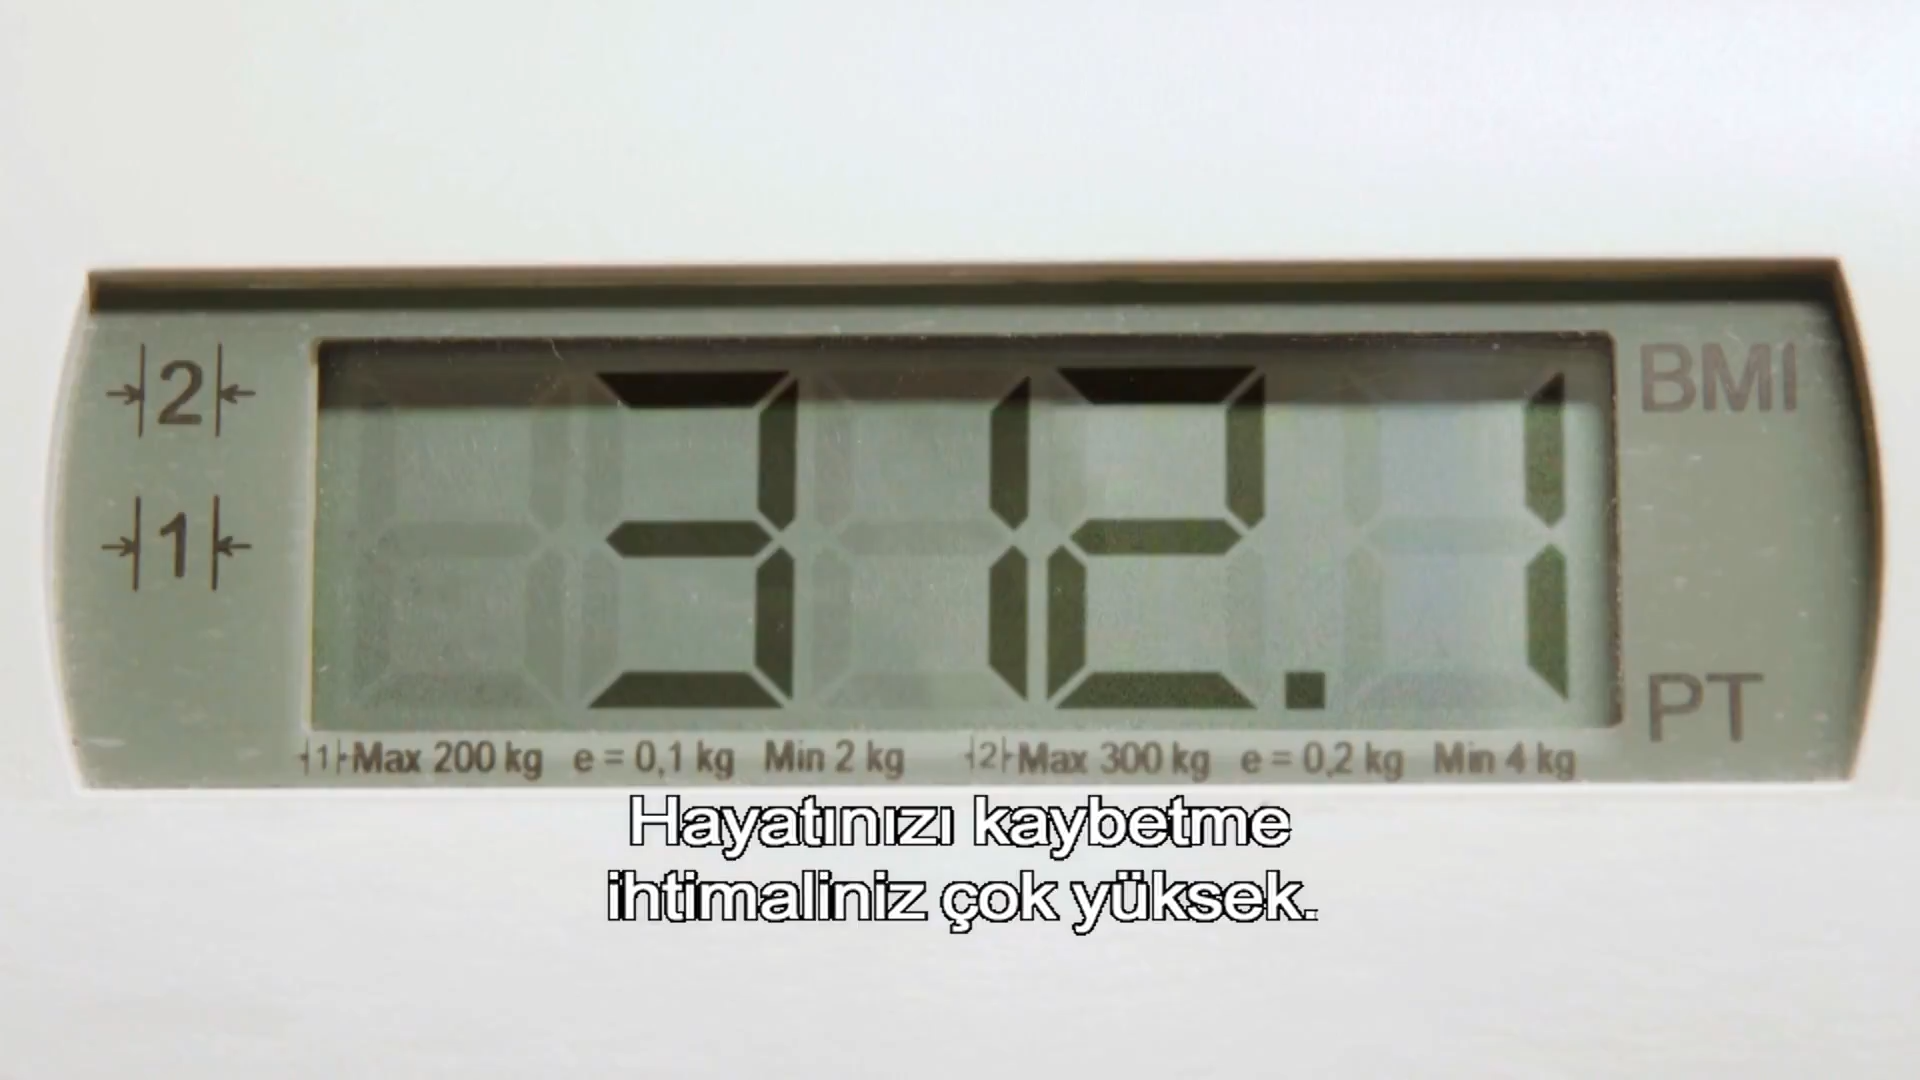 2 BMI
312.1
1
PT
1 Max 200 kg e = 0,1 kg Min 2 kg 2 Max 300 kg e = 0,2 kg Min 4 kg
Hayatınızı kaybetme
ihtimaliniz çok yüksek.